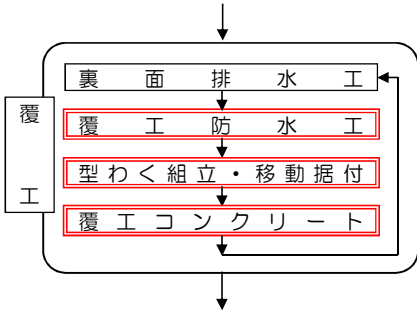 覆工
裏面排水工
覆工防水工
型わく組立・移動据付
覆工コンクリート